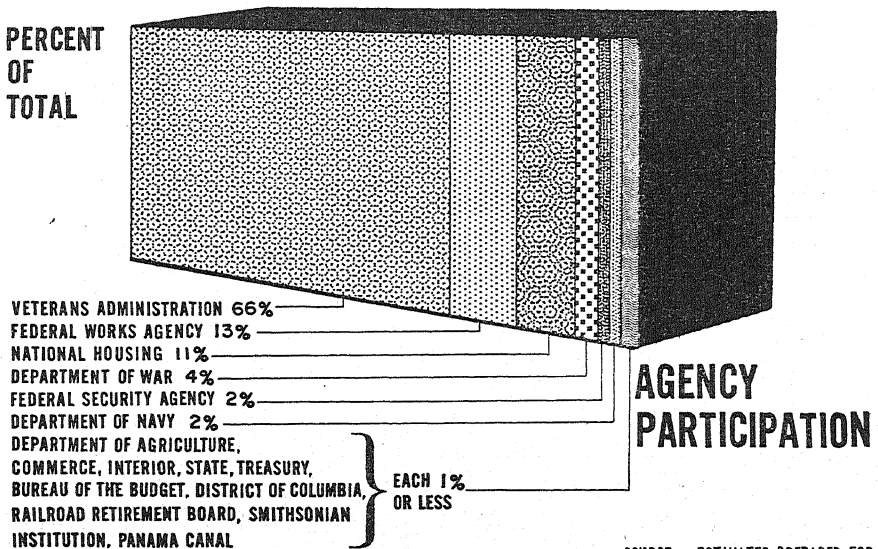 PERCENT
OF
TOTAL
VETERANS ADMINISTRATION 66%
FEDERAL WORKS AGENCY 13%
NATIONAL HOUSING 11%
DEPARTMENT OF WAR 4%
FEDERAL SECURITY AGENCY 2%
DEPARTMENT OF NAVY 2%
DEPARTMENT OF AGRICULTURE,
COMMERCE, INTERIOR, STATE, TREASURY,
BUREAU OF THE BUDGET, DISTRICT OF COLUMBIA,
RAILROAD RETIREMENT BOARD, SMITHSONIAN
INSTITUTION, PANAMA CANAL
EACH 1%
OR LESS
AGENCY
PARTICIPATION